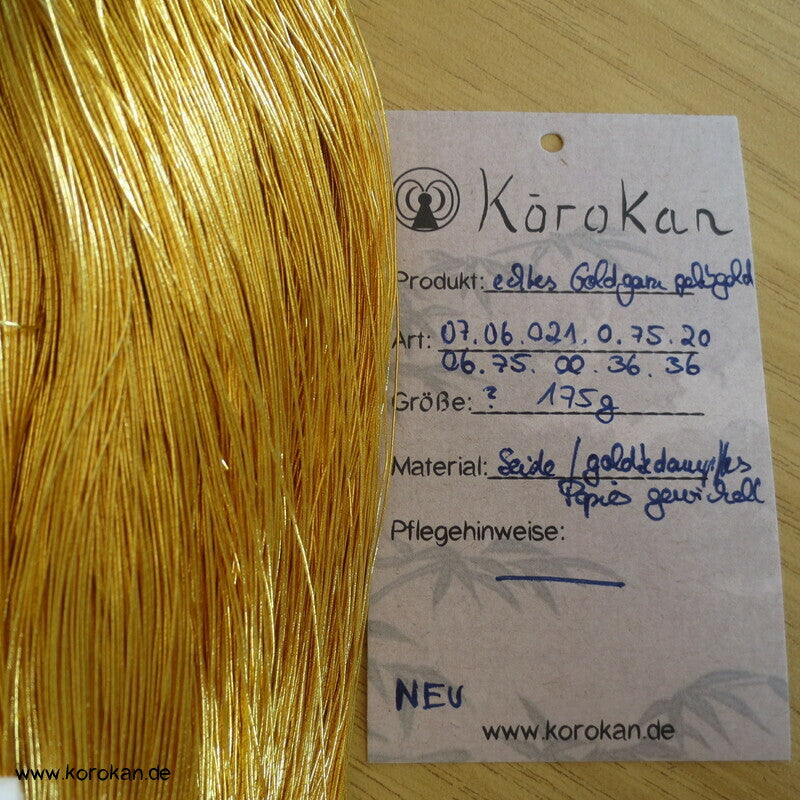 Kōrokan
Produkt: echtes Goldgarn gelbgold
Art: 07.06.021.0.75.20
06.75.00.36.36
Größe: ? 175g
Material: Seide / goldbedampftes
Papier gewickelt
Pflegehinweise:
NEU
www.korokan.de
www.korokan.de